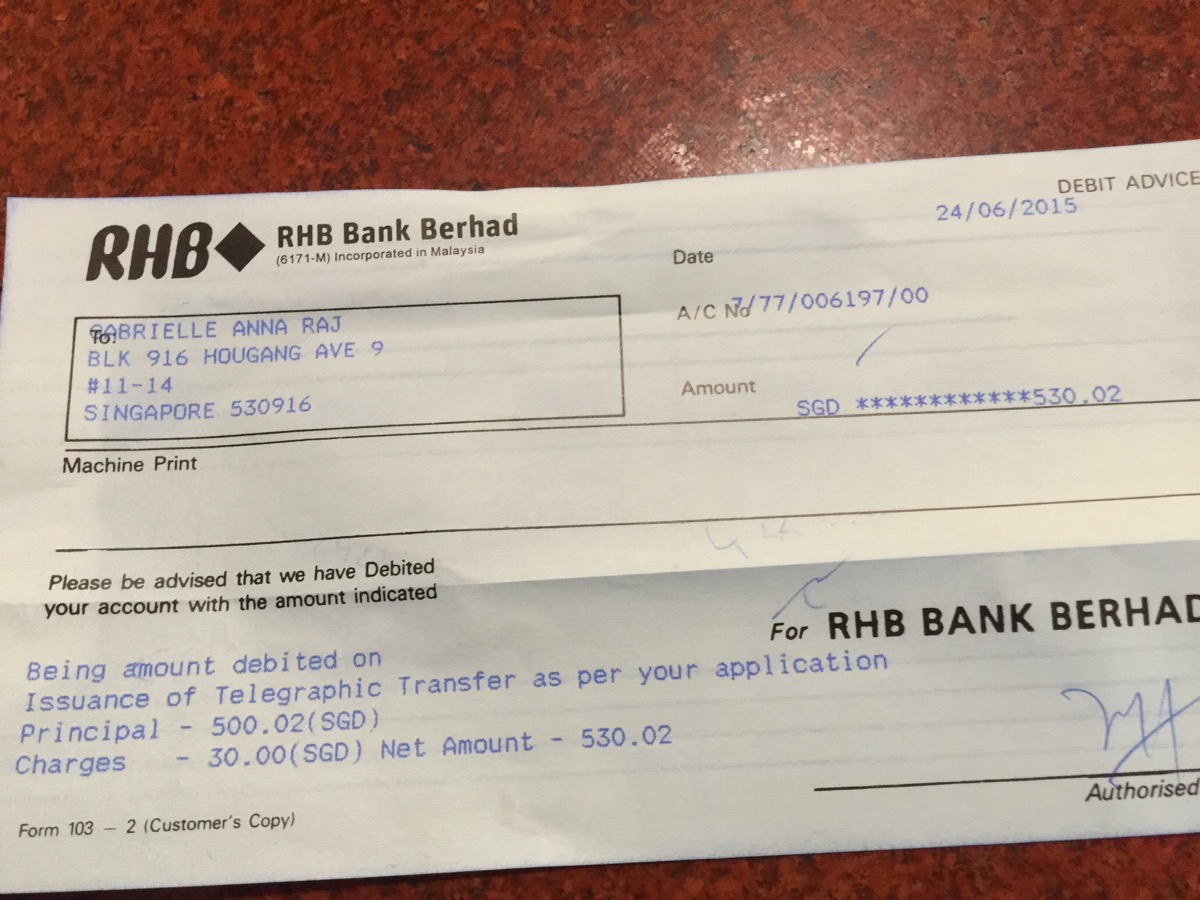 DEBIT ADVICE
24/06/2015
RHB RHB Bank Berhad
(6171-M) Incorporated in Malaysia
Date
To:
GABRIELLE ANNA RAJ
BLK 916 HOUGANG AVE 9
#11-14
SINGAPORE 530916
A/C No 7/77/006197/00
Amount
SGD ************530.02
Machine Print
Please be advised that we have Debited
your account with the amount indicated
For RHB BANK BERHAD
Being amount debited on
Issuance of Telegraphic Transfer as per your application
Principal - 500.02(SGD)
Charges - 30.00(SGD) Net Amount - 530.02
Authorised
Form 103 – 2 (Customer's Copy)